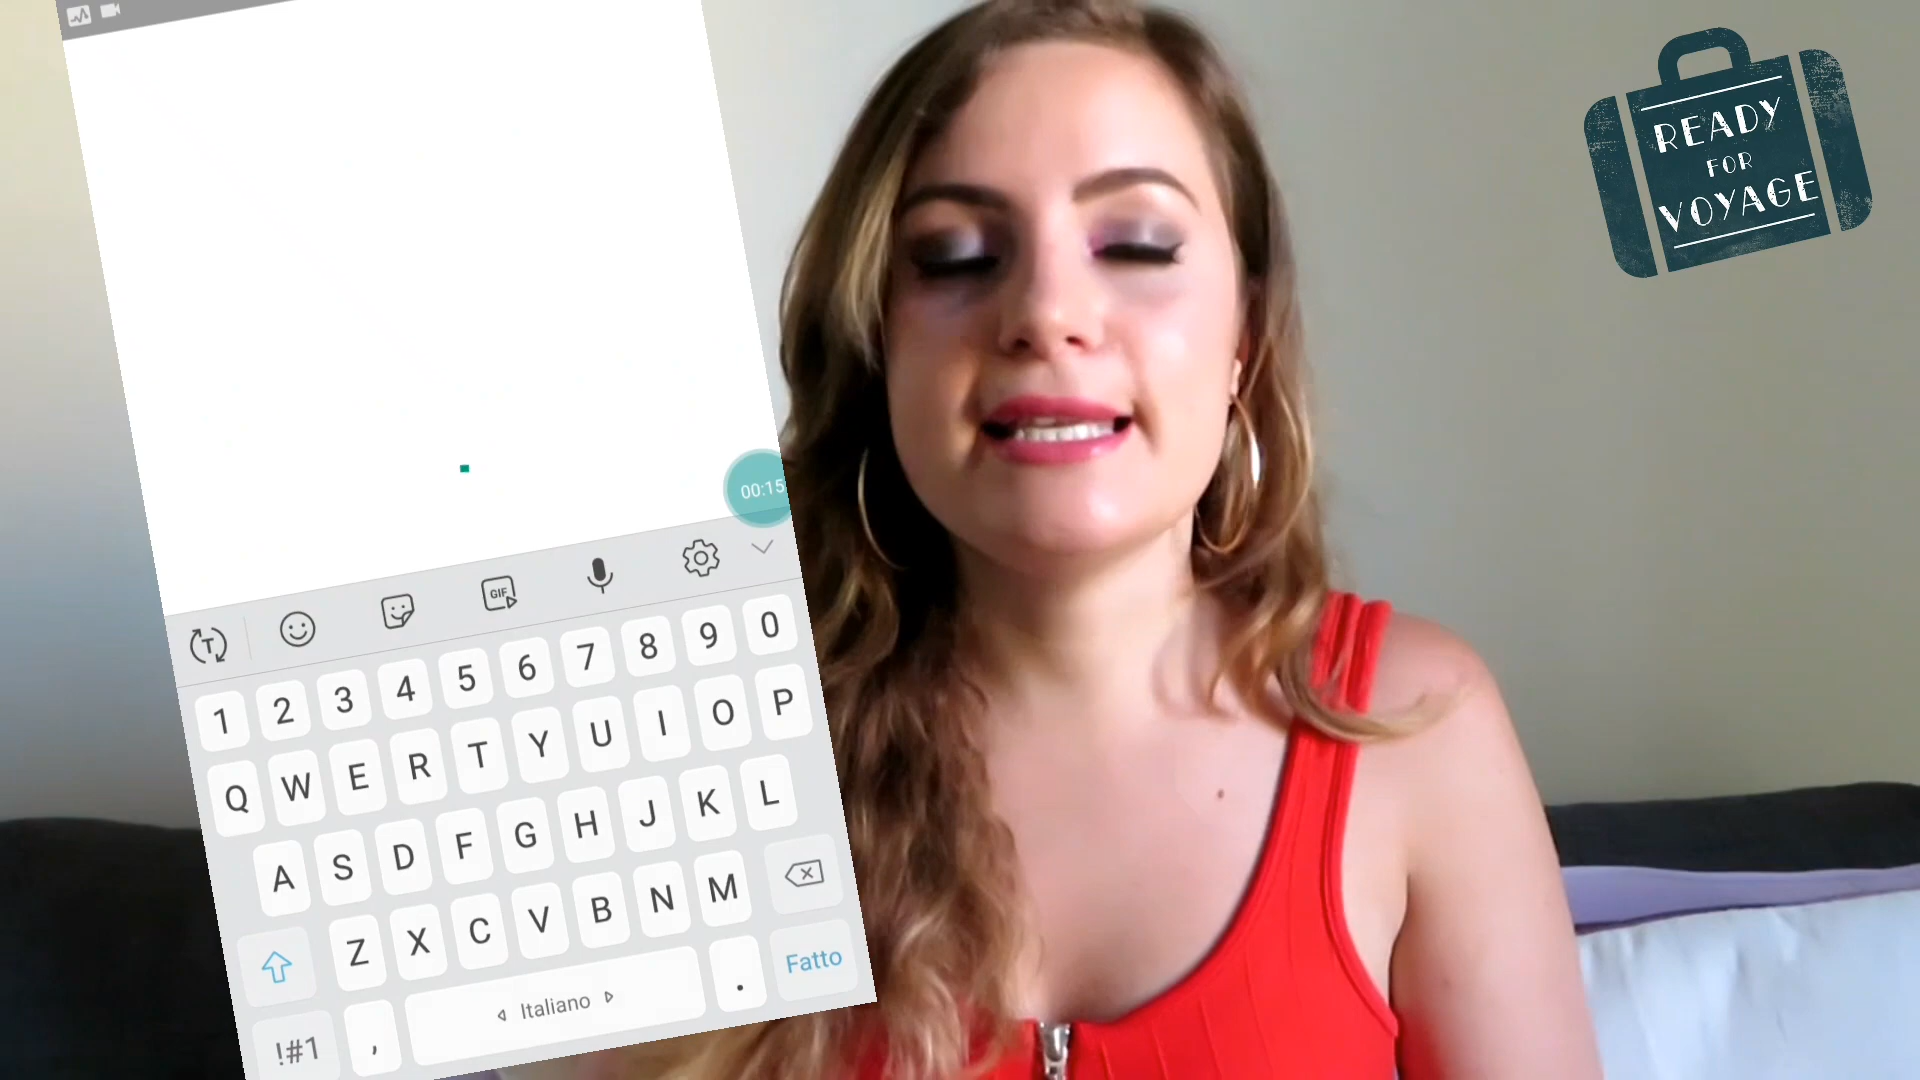 READY
FOR
VOYAGE
00:15
T
GIF
1 2 3 4 5 6 7 8 9 0
Q W E R T Y U I O P
A S D F G H J K L
Z X C V B N M
Fatto
!#1 , Italiano .